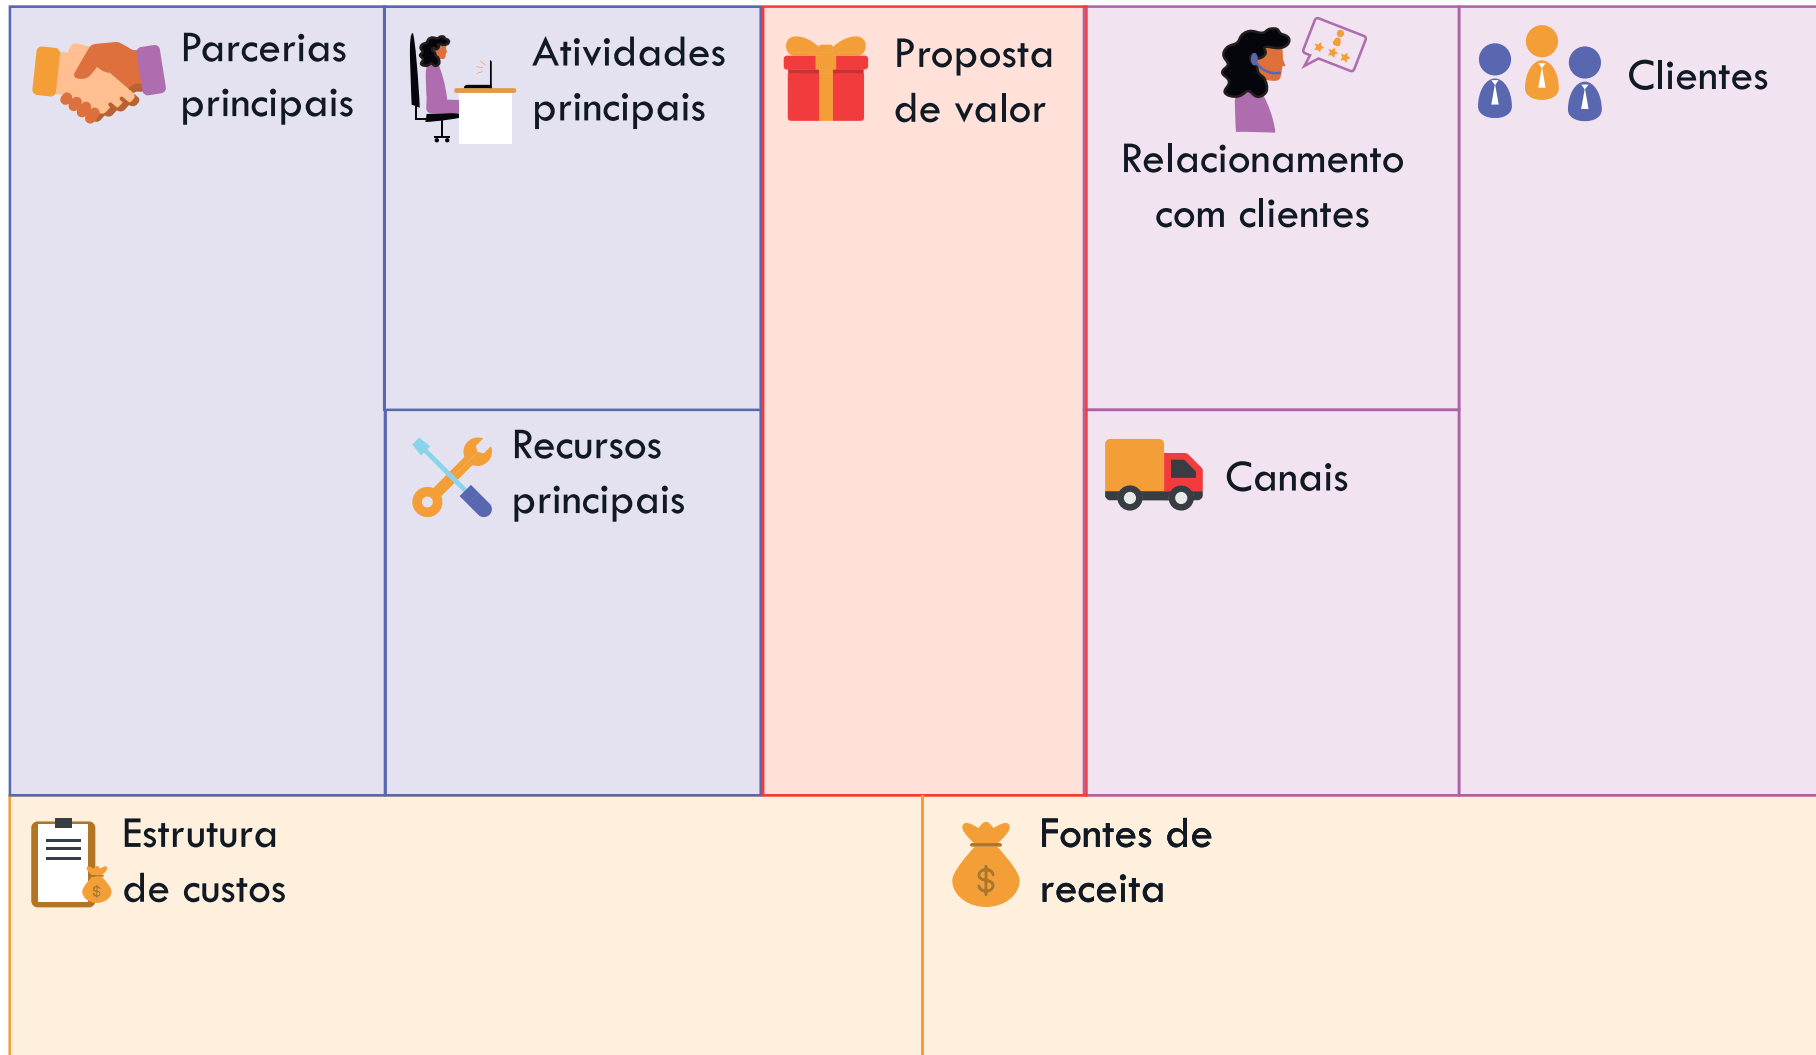 Parcerias
principais
Atividades
principais
Recursos
principais
Proposta
de valor
Relacionamento
com clientes
Canais
Clientes
Estrutura
de custos
$
Fontes de
receita
$